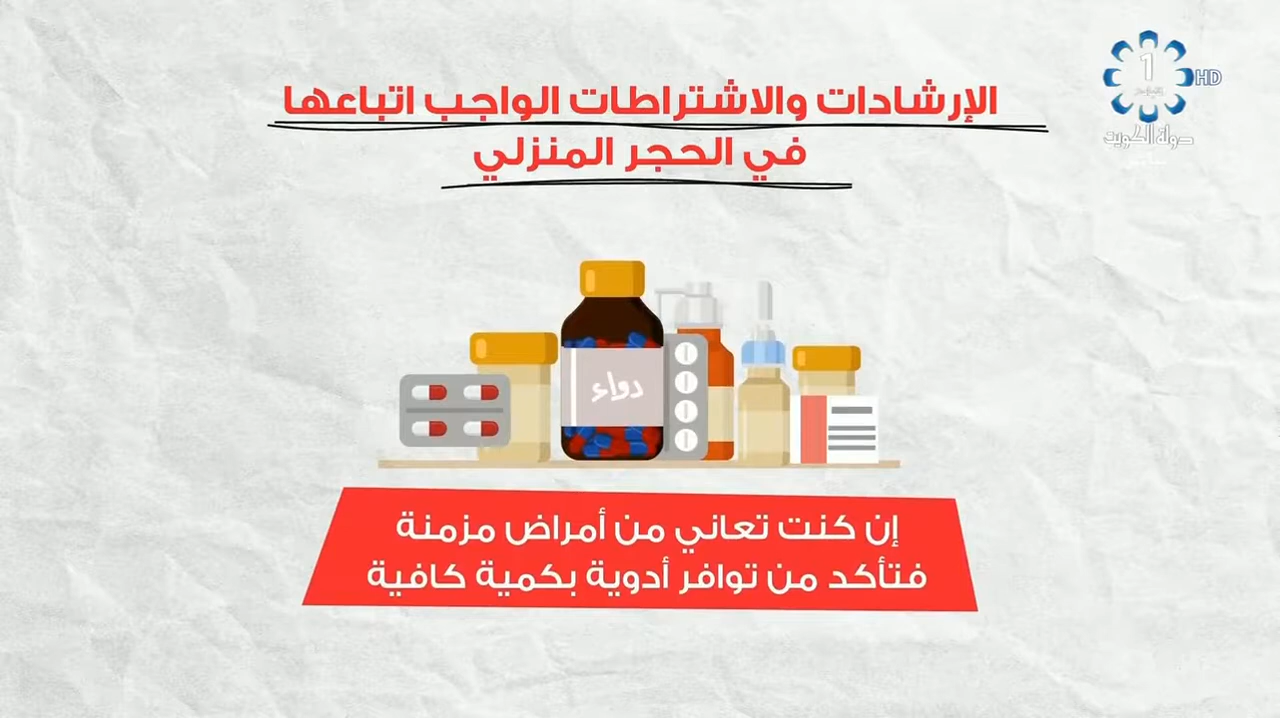 الإرشادات والاشتراطات الواجب اتباعها
في الحجر المنزلي
1
HD
دولة الكويت
دواء
إن كنت تعاني من أمراض مزمنة
فتأكد من توافر أدوية بكمية كافية